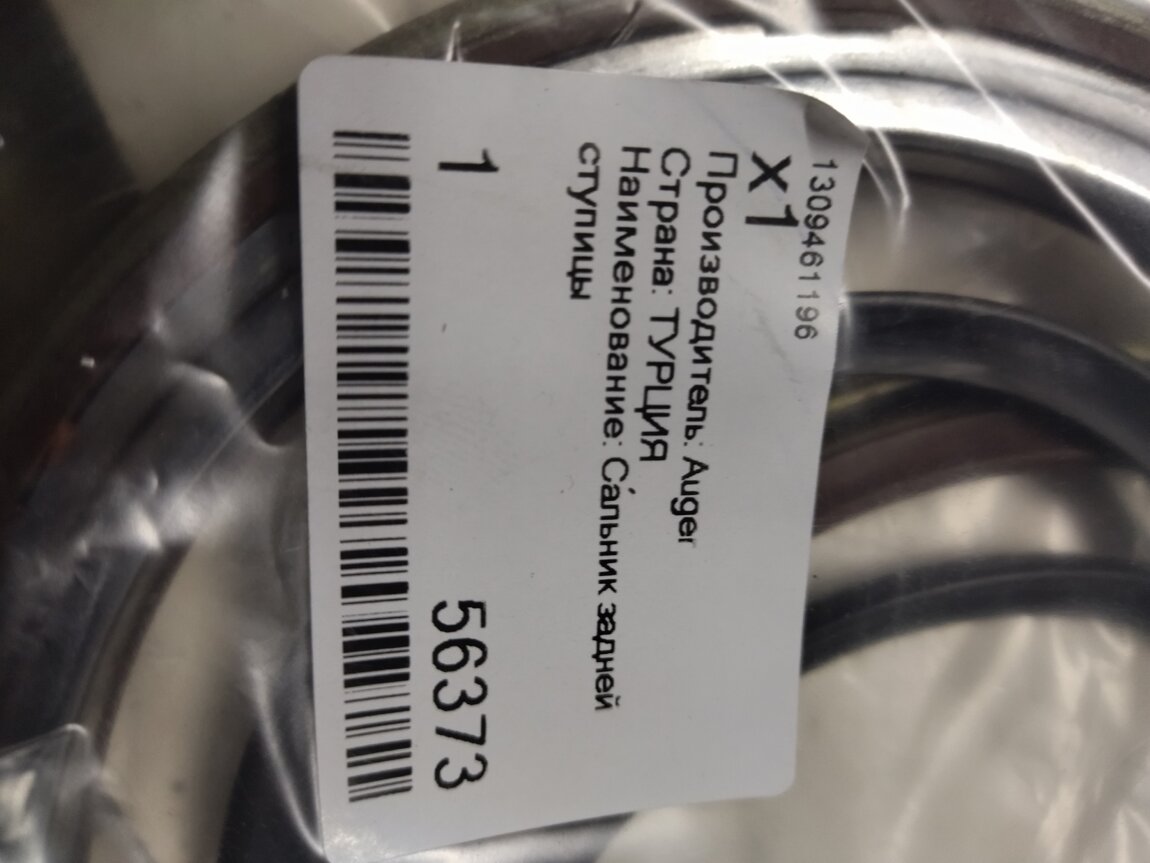 1309461196
x1
Производитель: Auger
Страна: ТУРЦИЯ
Наименование: Сальник задней
ступицы
1 56373